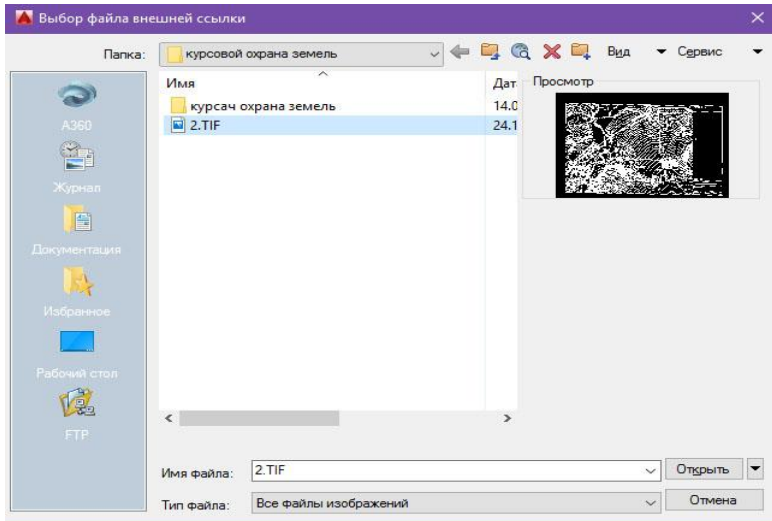 Выбор файла внешней ссылки
Папка: курсовой охрана земель Вид Сервис
Имя Дат Просмотр
курсач охрана земель 14.0
2.TIF 24.1
A360
Журнал
Документация
Избранное
Рабочий стол
FTP
Имя файла: 2.TIF Открыть
Тип файла: Все файлы изображений Отмена